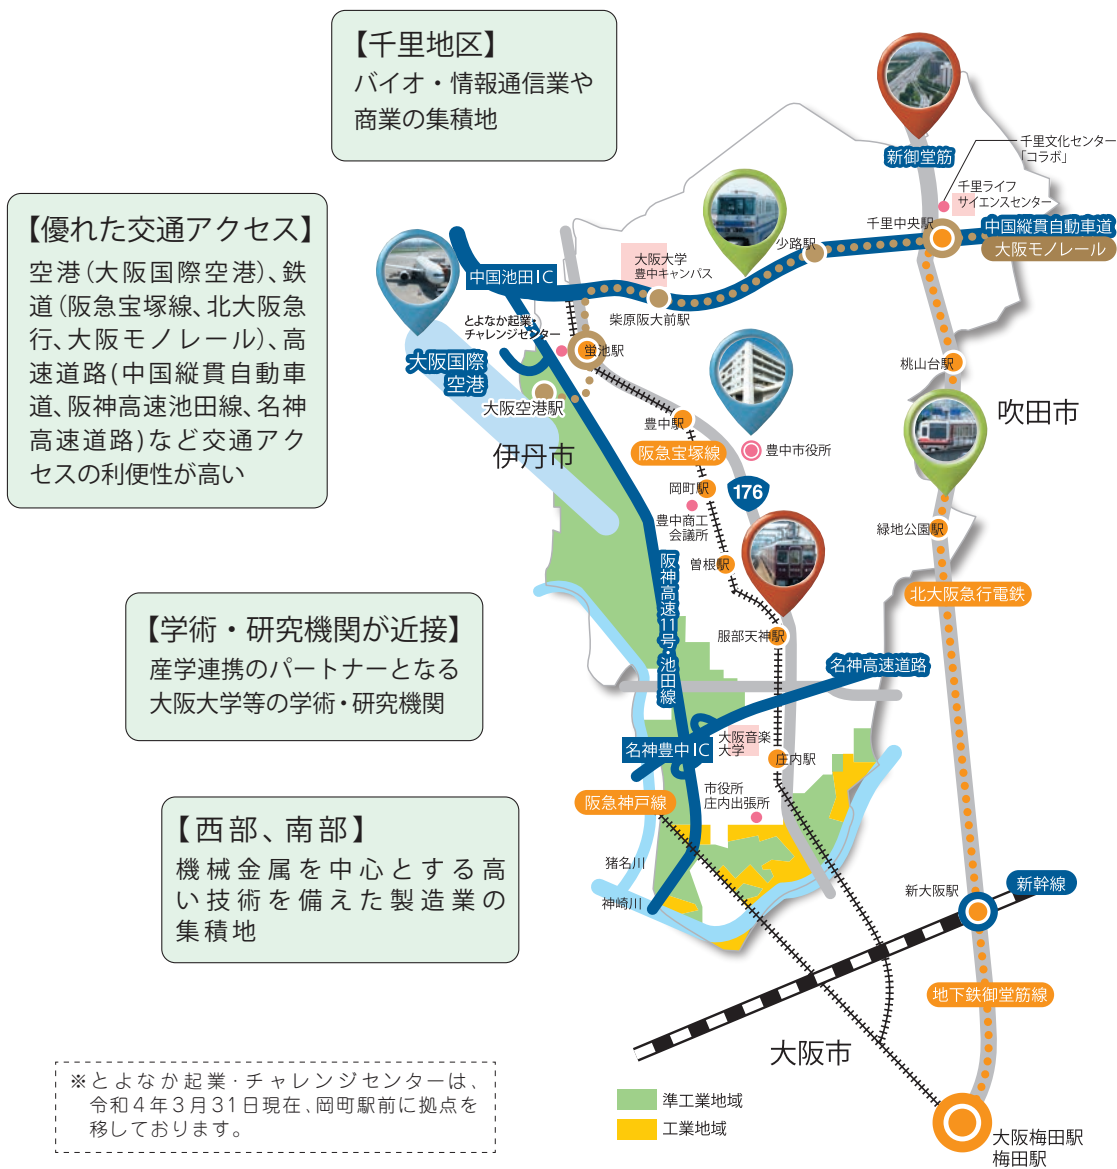 【千里地区】
バイオ・情報通信業や
商業の集積地
【優れた交通アクセス】
空港(大阪国際空港)、鉄
道(阪急宝塚線、北大阪急
行、大阪モノレール)、高
速道路(中国縦貫自動車
道、阪神高速池田線、名神
高速道路)など交通アク
セスの利便性が高い
【学術・研究機関が近接】
産学連携のパートナーとなる
大阪大学等の学術・研究機関
【西部、南部】
機械金属を中心とする高
い技術を備えた製造業の
集積地
※とよなか起業・チャレンジセンターは、
令和4年3月31日現在、岡町駅前に拠点を
移しております。
新御堂筋
千里文化センター
「コラボ」
千里ライフ
サイエンスセンター
千里中央駅
中国縦貫自動車道
大阪モノレール
少路駅
大阪大学
豊中キャンパス
柴原阪大前駅
中国池田IC
とよなか起業・
チャレンジセンター
蛍池駅
大阪国際
空港
大阪空港駅
伊丹市
桃山台駅
吹田市
豊中駅
阪急宝塚線
豊中市役所
岡町駅
176
豊中商工
会議所
曽根駅
緑地公園駅
北大阪急行電鉄
阪神高速11号・池田線
服部天神駅
名神高速道路
名神豊中IC
大阪音楽
大学
庄内駅
市役所
庄内出張所
阪急神戸線
猪名川
神崎川
新大阪駅
新幹線
地下鉄御堂筋線
大阪市
準工業地域
工業地域
大阪梅田駅
梅田駅